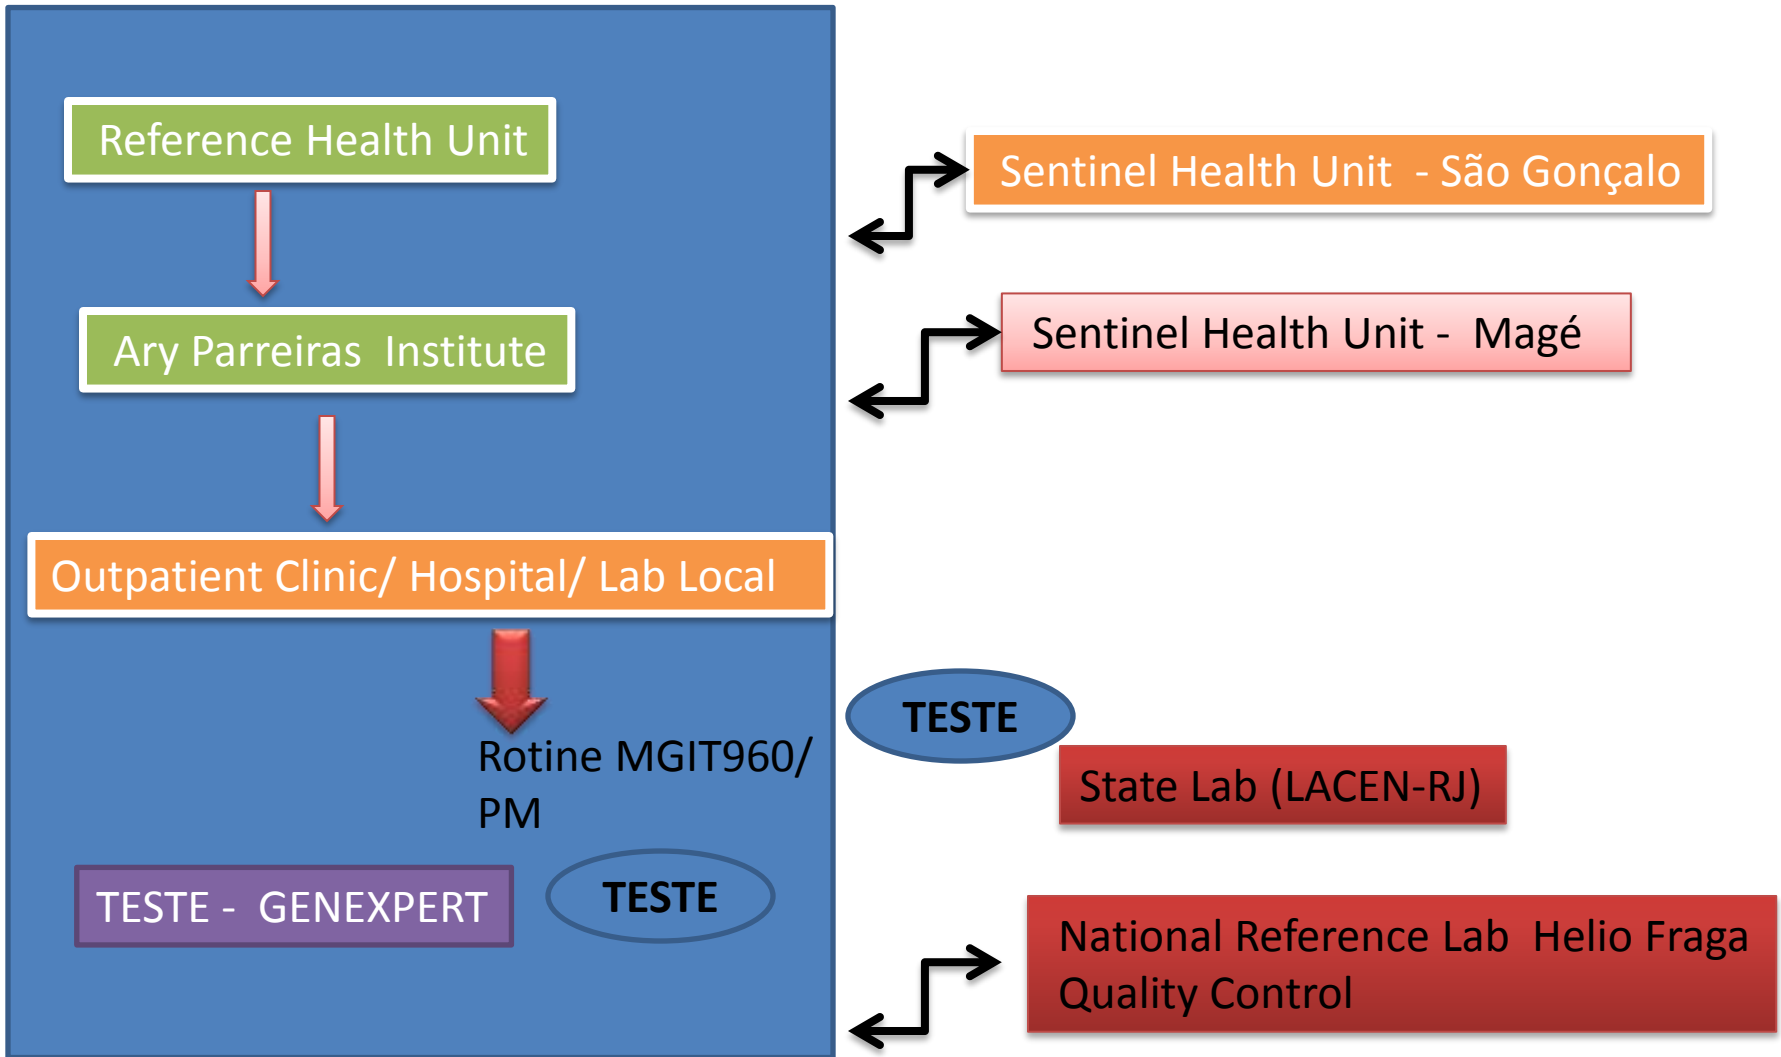 Reference Health Unit
Sentinel Health Unit - São Gonçalo
Ary Parreiras Institute
Sentinel Health Unit - Magé
Outpatient Clinic/ Hospital/ Lab Local
Rotine MGIT960/
PM
TESTE
State Lab (LACEN-RJ)
TESTE - GENEXPERT
TESTE
National Reference Lab Helio Fraga
Quality Control